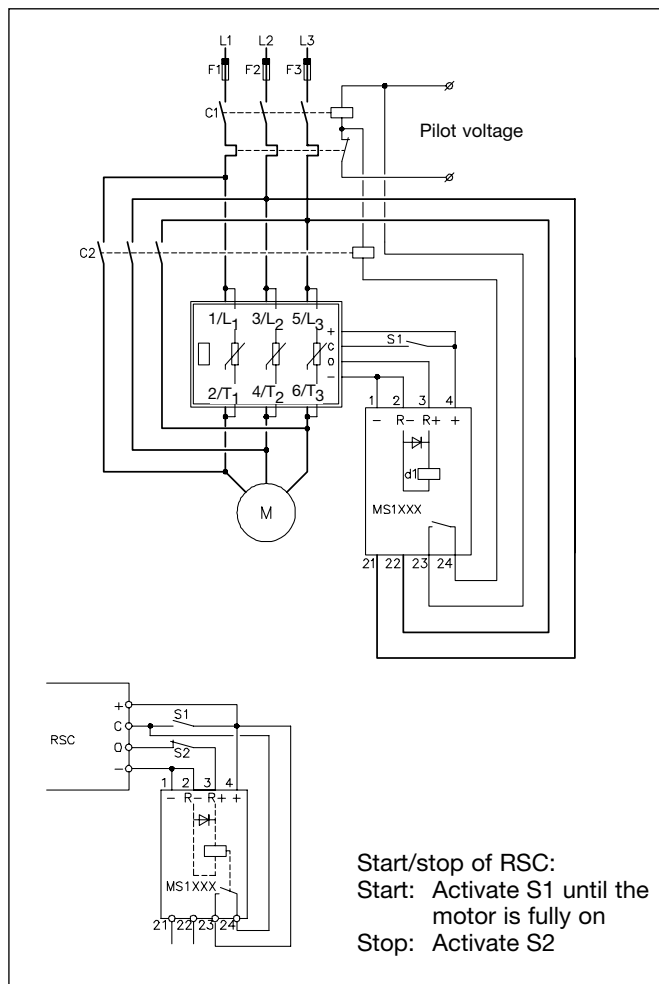 L1 L2 L3
F1 F2 F3
C1
Pilot voltage
C2
1/L1 3/L2 5/L3
+
C
Q
-
S1
2/T1 4/T2 6/T3
1 2 3 4
- R- R+ +
d1
M
MS1XXX
21 22 23 24
+
C
Q
-
RSC
S1
S2
1 2 3 4
- R- R+ +
MS1XXX
21 22 23 24
Start/stop of RSC:
Start: Activate S1 until the
motor is fully on
Stop: Activate S2